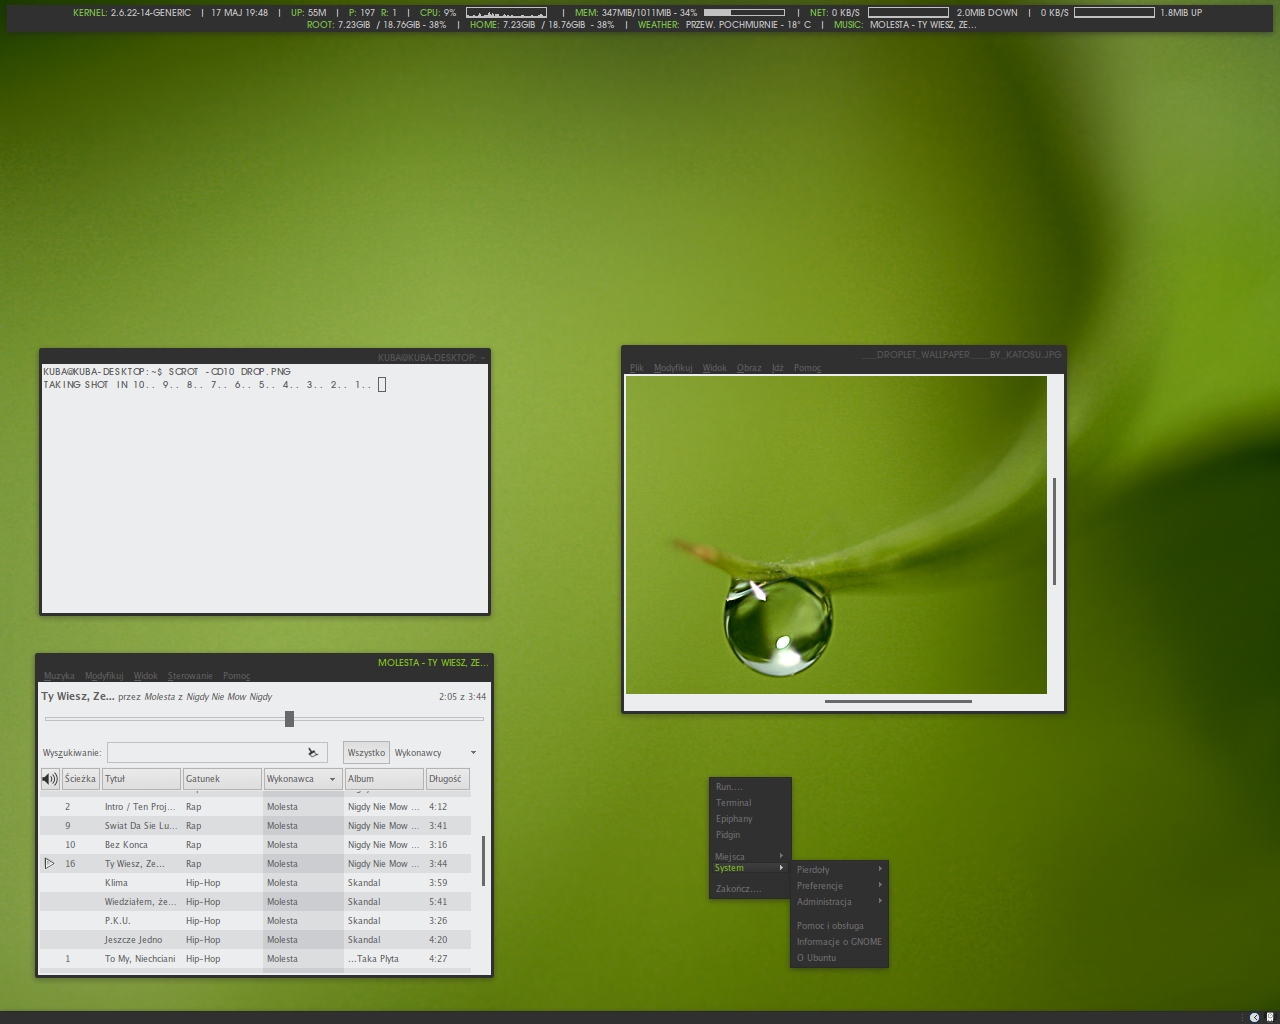 KERNEL: 2.6.22-14-GENERIC | 17 MAJ 19:48 | UP: 55M | P: 197 R: 1 | CPU: 9% | MEM: 347MIB/1011MIB - 34% | NET: 0 KB/S 2.0MIB DOWN | 0 KB/S 1.8MIB UP
ROOT: 7.23GIB / 18.76GIB - 38% | HOME: 7.23GIB / 18.76GIB - 38% | WEATHER: PRZEW. POCHMURNIE - 18° C | MUSIC: MOLESTA - TY WIESZ, ZE...
KUBA@KUBA-DESKTOP: ~
KUBA@KUBA-DESKTOP:~$ SCROT -CD10 DROP.PNG
TAKING SHOT IN 10.. 9.. 8.. 7.. 6.. 5.. 4.. 3.. 2.. 1..
___DROPLET_WALLPAPER____BY_KATOSU.JPG
Plik Modyfikuj Widok Obraz Idź Pomoc
MOLESTA - TY WIESZ, ZE...
Muzyka Modyfikuj Widok Sterowanie Pomoc
Ty Wiesz, Ze... przez Molesta z Nigdy Nie Mow Nigdy 2:05 z 3:44
Wyszukiwanie: Wszystko Wykonawcy
Ścieżka Tytuł Gatunek Wykonawca Album Długość
2 Intro / Ten Proj... Rap Molesta Nigdy Nie Mow ... 4:12
9 Swiat Da Sie Lu... Rap Molesta Nigdy Nie Mow ... 3:41
10 Bez Konca Rap Molesta Nigdy Nie Mow ... 3:16
16 Ty Wiesz, Ze... Rap Molesta Nigdy Nie Mow ... 3:44
Klima Hip-Hop Molesta Skandal 3:59
Wiedziałem, że... Hip-Hop Molesta Skandal 5:41
P.K.U. Hip-Hop Molesta Skandal 3:26
Jeszcze Jedno Hip-Hop Molesta Skandal 4:20
1 To My, Niechciani Hip-Hop Molesta ...Taka Plyta 4:27
Run....
Terminal
Epiphany
Pidgin
Miejsca
System
Zakończ....
Pierdoły
Preferencje
Administracja
Pomoc i obsługa
Informacje o GNOME
O Ubuntu